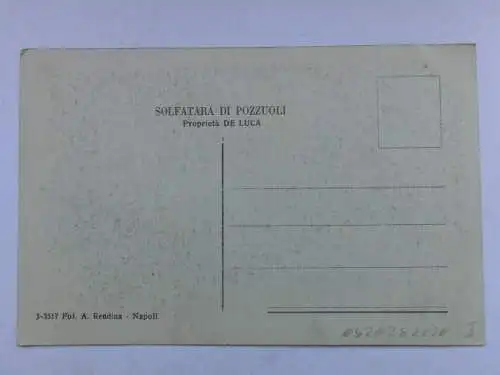 SOLFATARA DI POZZUOLI
Proprietà DE LUCA
J-3517 Fot. A. Rendina - Napoli